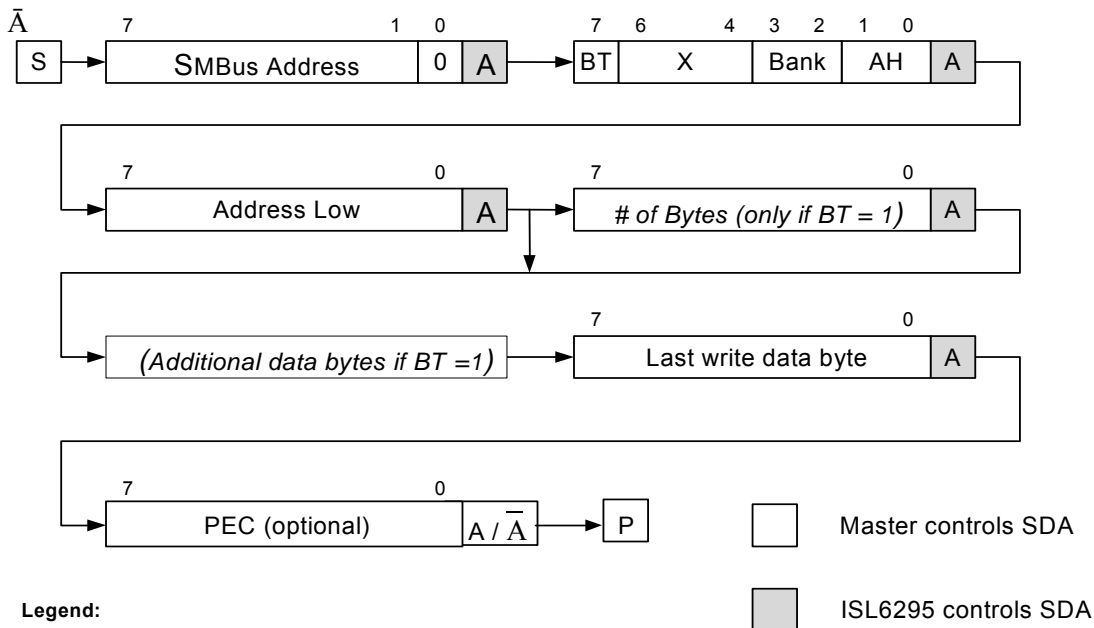 Ā
7 1 0 7 6 4 3 2 1 0
S SMBus Address 0 A BT X Bank AH A
7 0 7 0
Address Low A # of Bytes (only if BT = 1) A
7 0
(Additional data bytes if BT =1) Last write data byte A
7 0
PEC (optional) A / Ā P Master controls SDA
Legend: ISL6295 controls SDA